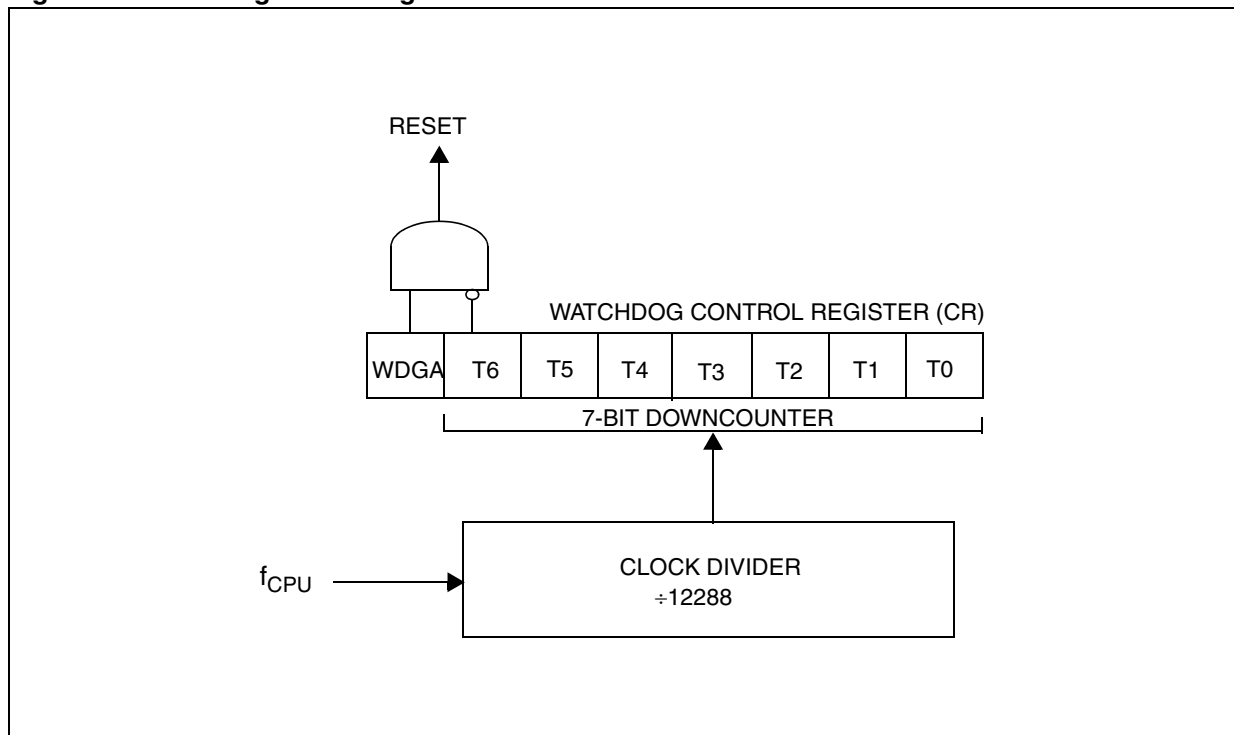 RESET
WATCHDOG CONTROL REGISTER (CR)
WDGA T6 T5 T4 T3 T2 T1 T0
7-BIT DOWNCOUNTER
fCPU
CLOCK DIVIDER
÷12288